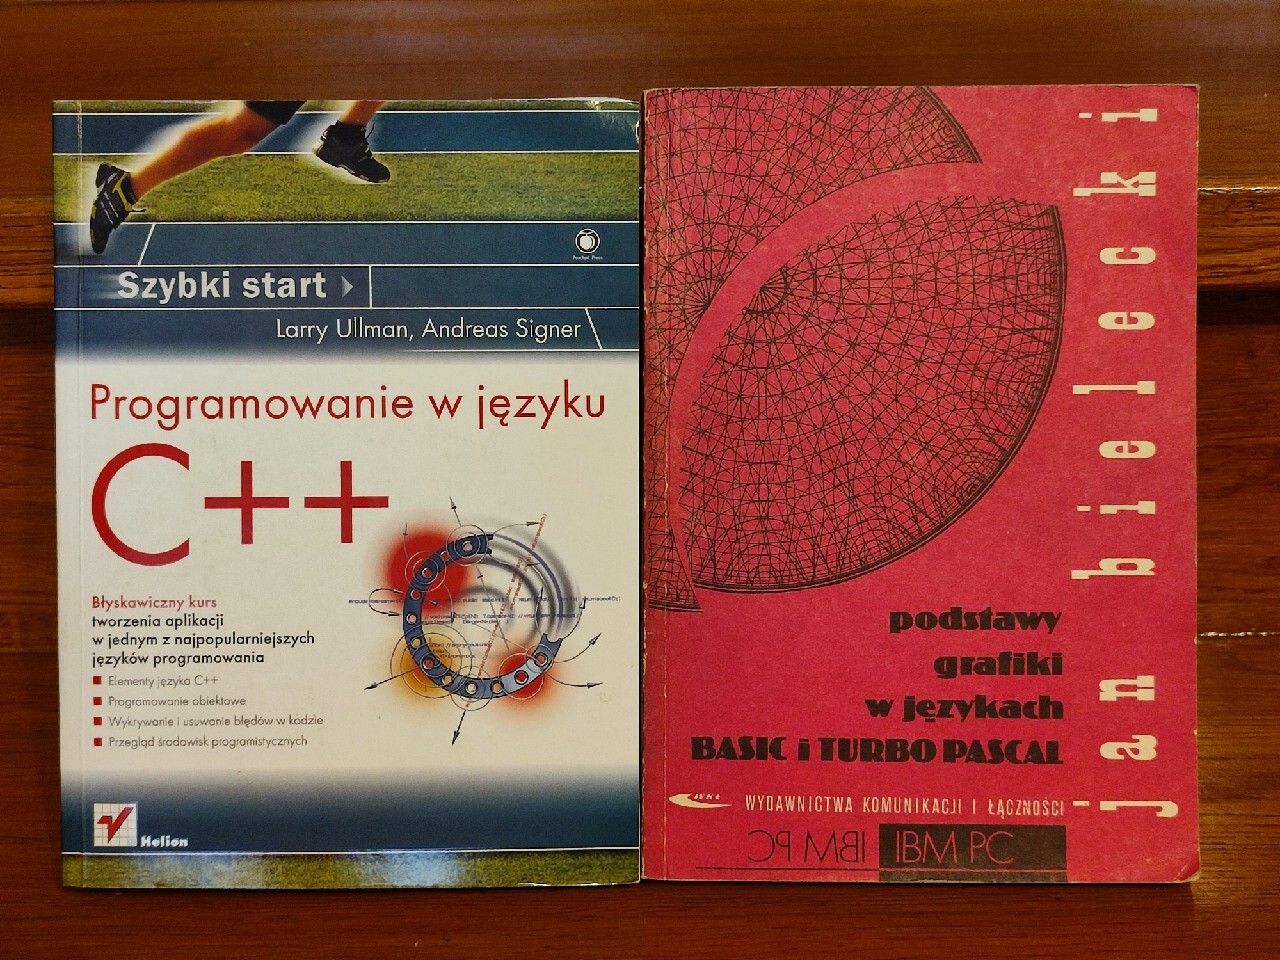 Szybki start
Larry Ullman, Andreas Signer
Programowanie w języku
C++
Błyskawiczny kurs
tworzenia aplikacji
w jednym z najpopularniejszych
języków programowania
Elementy języka C++
Programowanie obiektowe
Wykrywanie i usuwanie błędów w kodzie
Przegląd środowisk programistycznych
Helion
jan bielecki
podstawy
grafiki
w językach
BASIC i TURBO PASCAL
WYDAWNICTWA KOMUNIKACJI I ŁĄCZNOŚCI
IBM PC IBM PC